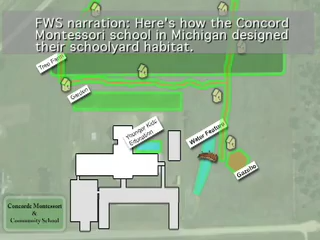 FWS narration: Here's how the Concord
Montessori school in Michigan designed
their schoolyard habitat.
Tree Farm
Garden
Younger Kids
Education
Water Feature
Gazebo
Concorde Montessori
&
Community School